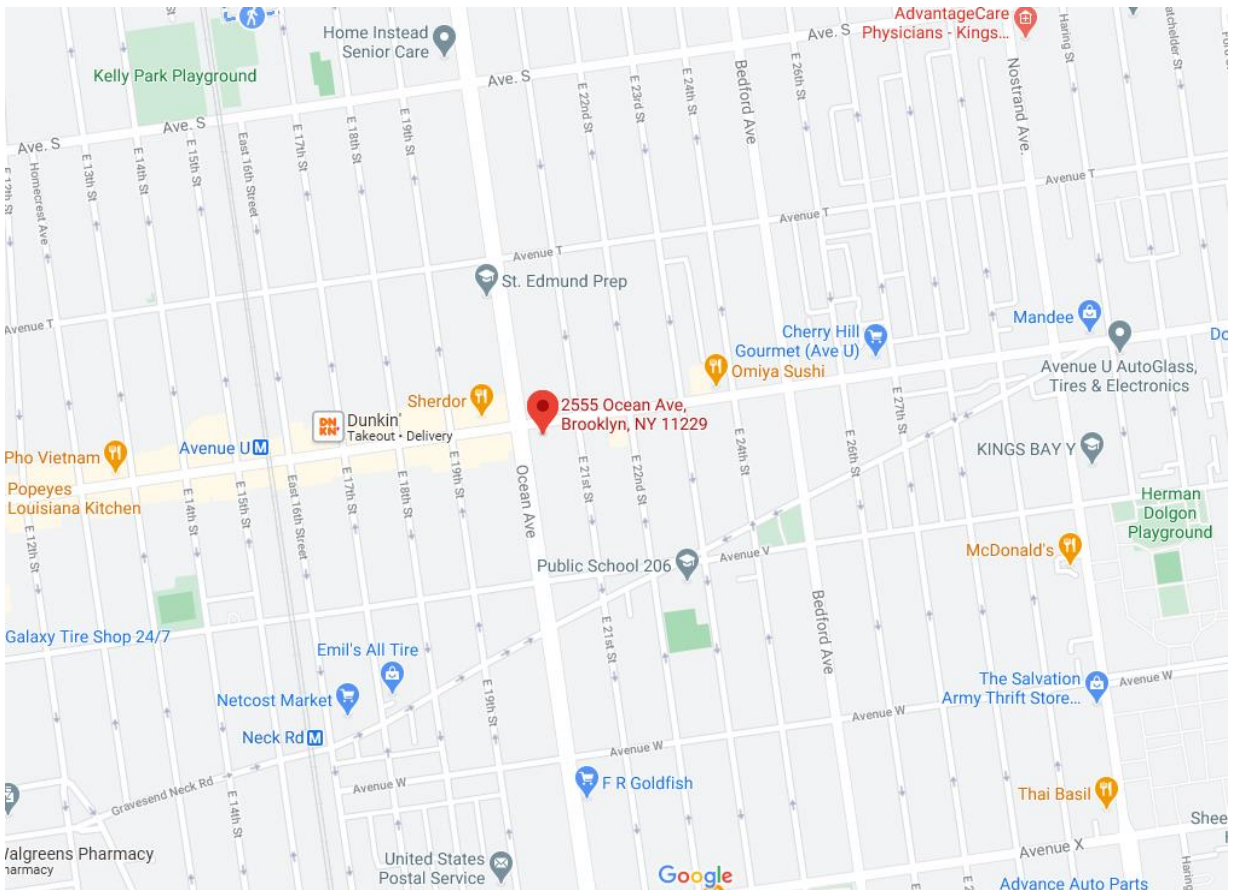 AdvantageCare
Physicians - Kings...
Home Instead
Senior Care
Kelly Park Playground
Ave. S
Ave. S
Ave. S
Ave. S
E 12th St
Homecrest Ave
E 13th St
E 14th St
E 15th St
East 16th Street
E 17th St
E 18th St
E 19th St
E 22nd St
E 23rd St
E 24th St
Bedford Ave
E 26th St
Nostrand Ave.
Haring St
Avenue T
Avenue T
Avenue T
Avenue T
St. Edmund Prep
Mandee
Cherry Hill
Gourmet (Ave U)
Avenue U AutoGlass,
Tires & Electronics
Omiya Sushi
Sherdor
DN
KN'
Dunkin'
Takeout • Delivery
2555 Ocean Ave,
Brooklyn, NY 11229
Avenue U M
Pho Vietnam
Popeyes
Louisiana Kitchen
KINGS BAY Y
E 12th St
E 14th St
E 15th St
East 16th Street
E 17th St
E 18th St
E 19th St
Ocean Ave
E 21st St
E 22nd St
E 24th St
E 26th St
E 27th St
Herman
Dolgon
Playground
McDonald's
Avenue V
Public School 206
Galaxy Tire Shop 24/7
Emil's All Tire
Netcost Market
Neck Rd M
E 19th St
E 21st St
Bedford Ave
The Salvation
Army Thrift Store...
Avenue W
Avenue W
Avenue W
Avenue W
F R Goldfish
Gravesend Neck Rd
E 14th St
Thai Basil
Avenue X
United States
Postal Service
Google
Advance Auto Parts